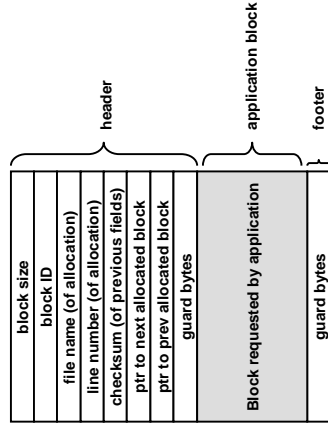 block size
block ID
file name (of allocation)
line number (of allocation)
checksum (of previous fields)
ptr to next allocated block
ptr to prev allocated block
guard bytes
Block requested by application
guard bytes
header
application block
footer